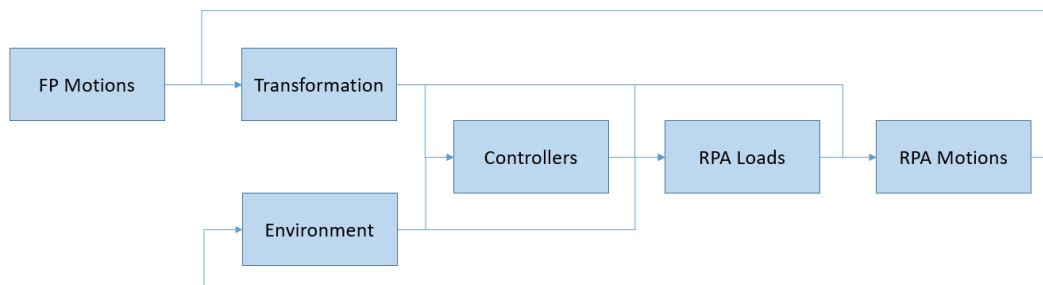 FP Motions
Transformation
Controllers
RPA Loads
RPA Motions
Environment